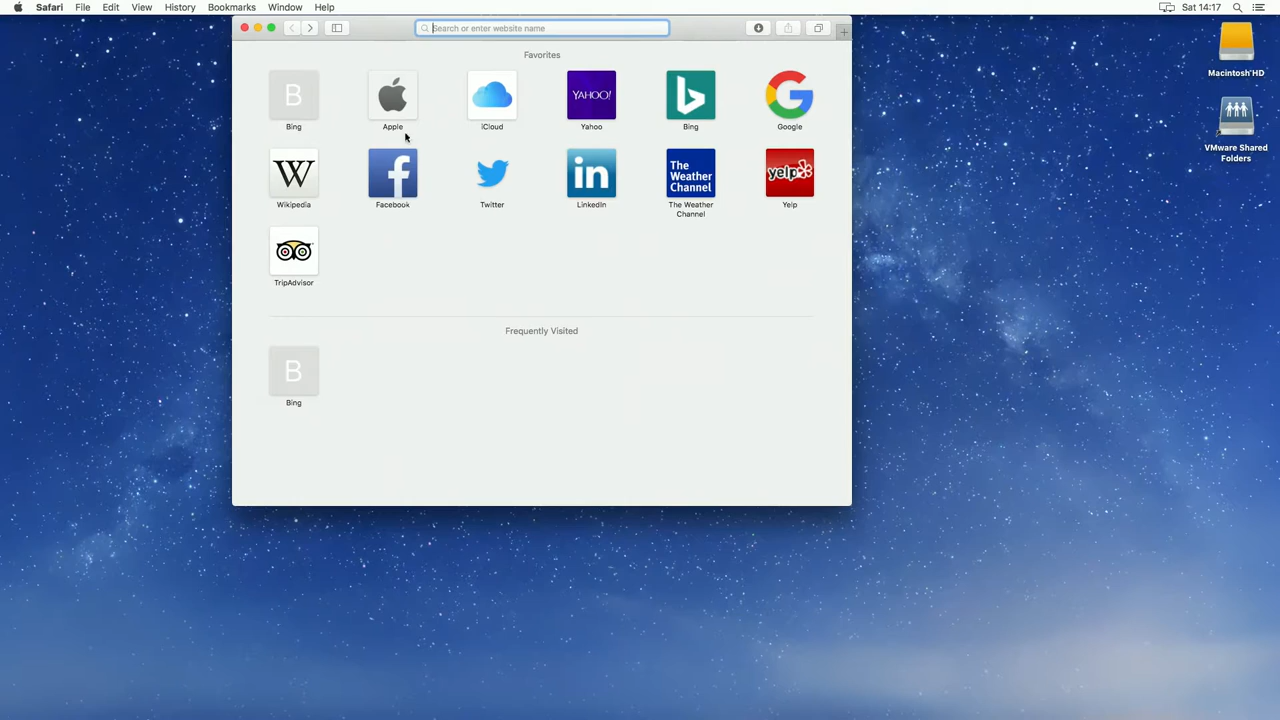 Safari File Edit View History Bookmarks Window Help Sat 14:17
Search or enter website name
Macintosh HD
VMware Shared
Folders
Favorites
B YAHOO!
Bing Apple iCloud Yahoo Bing Google
W f in The Weather Channel yelp
Wikipedia Facebook Twitter LinkedIn The Weather Channel Yelp
TripAdvisor
Frequently Visited
B
Bing